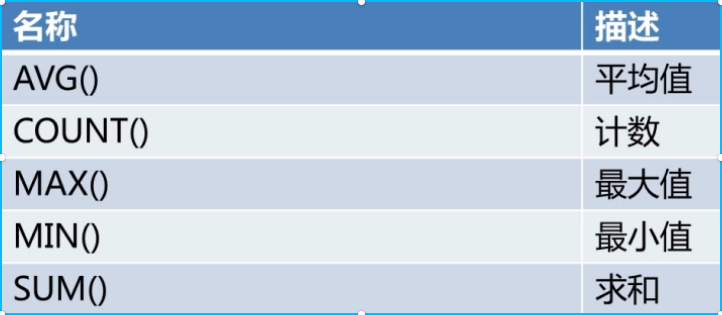 名称 描述
AVG() 平均值
COUNT() 计数
MAX() 最大值
MIN() 最小值
SUM() 求和